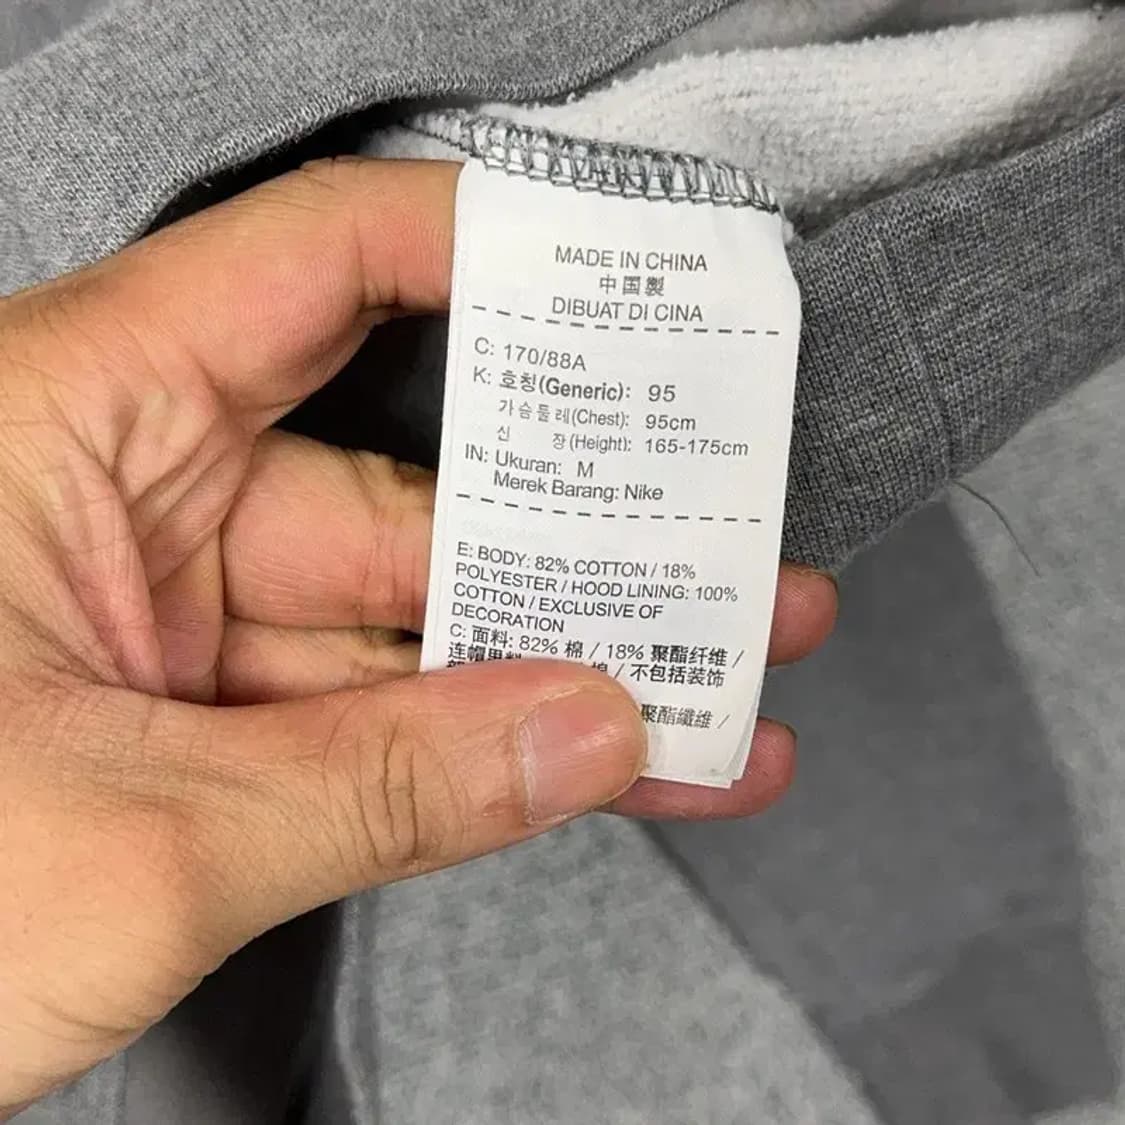 MADE IN CHINA
中国製
DIBUAT DI CINA
C: 170/88A
K: 호칭(Generic): 95
가슴둘레(Chest): 95cm
신 장(Height): 165-175cm
IN: Ukuran: M
Merek Barang: Nike
E: BODY: 82% COTTON / 18%
POLYESTER / HOOD LINING: 100%
COTTON / EXCLUSIVE OF
DECORATION
C: 面料: 82% 棉 / 18% 聚酯纤维 /
连帽里料 棉 / 不包括装饰
聚酯纖維 /